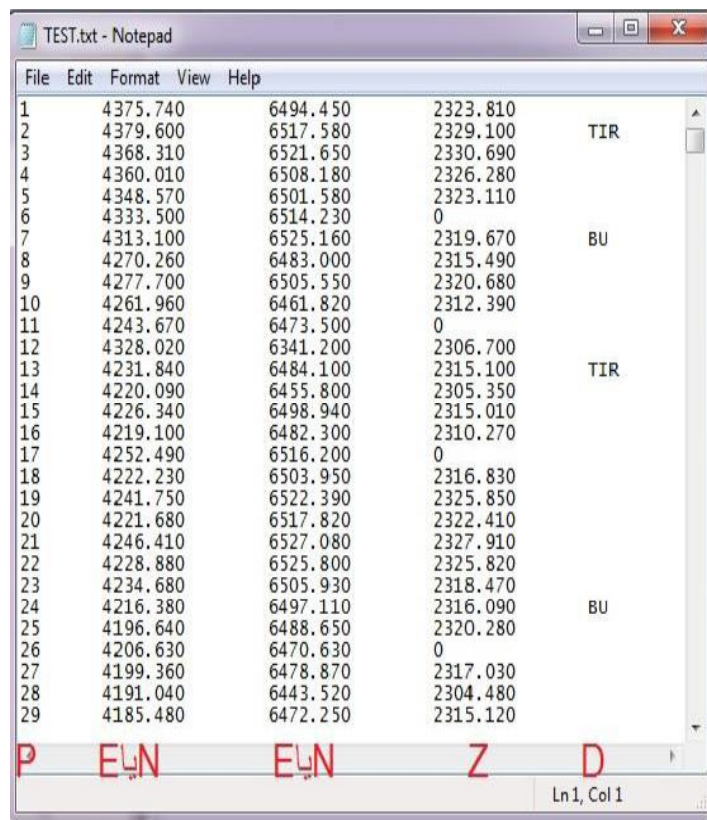 TEST.txt - Notepad
File Edit Format View Help
1 4375.740 6494.450 2323.810
2 4379.600 6517.580 2329.100 TIR
3 4368.310 6521.650 2330.690
4 4360.010 6508.180 2326.280
5 4348.570 6501.580 2323.110
6 4333.500 6514.230 0
7 4313.100 6525.160 2319.670 BU
8 4270.260 6483.000 2315.490
9 4277.700 6505.550 2320.680
10 4261.960 6461.820 2312.390
11 4243.670 6473.500 0
12 4328.020 6341.200 2306.700
13 4231.840 6484.100 2315.100 TIR
14 4220.090 6455.800 2305.350
15 4226.340 6498.940 2315.010
16 4219.100 6482.300 2310.270
17 4252.490 6516.200 0
18 4222.230 6503.950 2316.830
19 4241.750 6522.390 2325.850
20 4221.680 6517.820 2322.410
21 4246.410 6527.080 2327.910
22 4228.880 6525.800 2325.820
23 4234.680 6505.930 2318.470
24 4216.380 6497.110 2316.090 BU
25 4196.640 6488.650 2320.280
26 4206.630 6470.630 0
27 4199.360 6478.870 2317.030
28 4191.040 6443.520 2304.480
29 4185.480 6472.250 2315.120
P EیاN EیاN Z D
Ln 1, Col 1